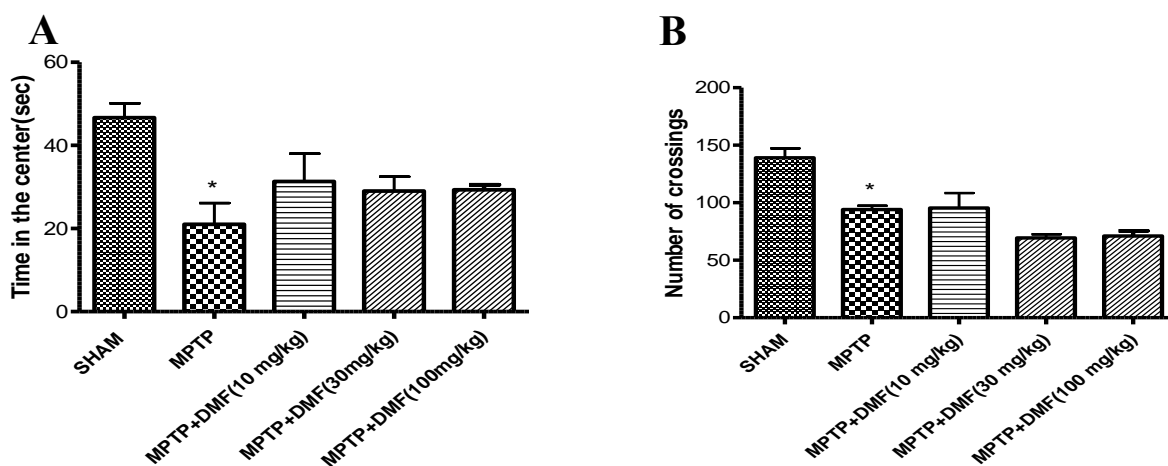 A
Time in the center(sec)
60
40
20
0
*
SHAM
MPTP
MPTP+DMF(10 mg/kg)
MPTP+DMF(30mg/kg)
MPTP+DMF(100mg/kg)
B
Number of crossings
200
150
100
50
0
*
SHAM
MPTP
MPTP+DMF(10 mg/kg)
MPTP+DMF(30 mg/kg)
MPTP+DMF(100 mg/kg)